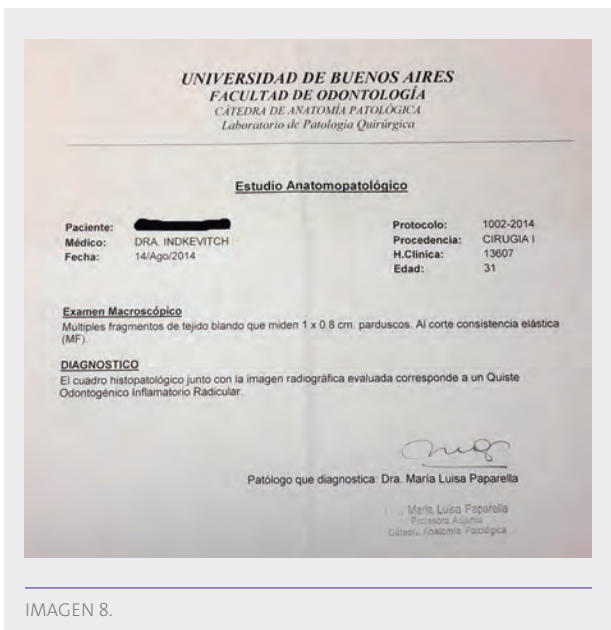 UNIVERSIDAD DE BUENOS AIRES
FACULTAD DE ODONTOLOGÍA
CÁTEDRA DE ANATOMÍA PATOLÓGICA
Laboratorio de Patología Quirúrgica
Estudio Anatomopatológico
Paciente:
Médico: DRA. INDKEVITCH
Fecha: 14/Ago/2014
Protocolo: 1002-2014
Procedencia: CIRUGIA I
H.Clínica: 13607
Edad: 31
Examen Macroscópico
Múltiples fragmentos de tejido blando que miden 1 x 0.8 cm. parduscos. Al corte consistencia elástica
(MF).
DIAGNOSTICO
El cuadro histopatológico junto con la imagen radiográfica evaluada corresponde a un Quiste
Odontogénico Inflamatorio Radicular.
Patólogo que diagnostica: Dra. María Luisa Paparella
María Luisa Paparella
Profesora Adjunta
Cátedra Anatomía Patológica
IMAGEN 8.